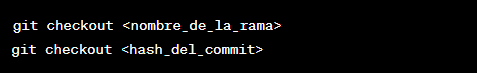 git checkout <nombre_de_la_rama>
git checkout <hash_del_commit>